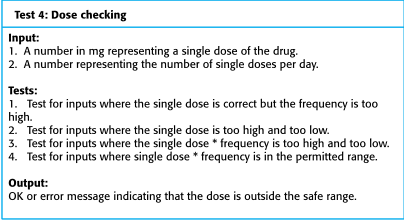 Test 4: Dose checking
Input:
1. A number in mg representing a single dose of the drug.
2. A number representing the number of single doses per day.
Tests:
1. Test for inputs where the single dose is correct but the frequency is too
high.
2. Test for inputs where the single dose is too high and too low.
3. Test for inputs where the single dose * frequency is too high and too low.
4. Test for inputs where single dose * frequency is in the permitted range.
Output:
OK or error message indicating that the dose is outside the safe range.